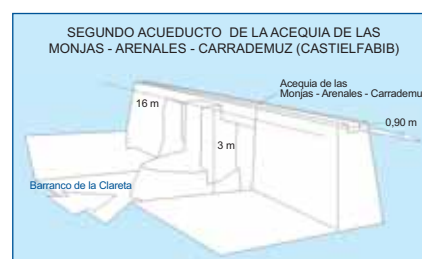 SEGUNDO ACUEDUCTO DE LA ACEQUIA DE LAS
MONJAS - ARENALES - CARRADEMUZ (CASTIELFABIB)
Acequia de las
Monjas - Arenales - Carrademu
16 m
0,90 m
3 m
Barranco de la Clareta